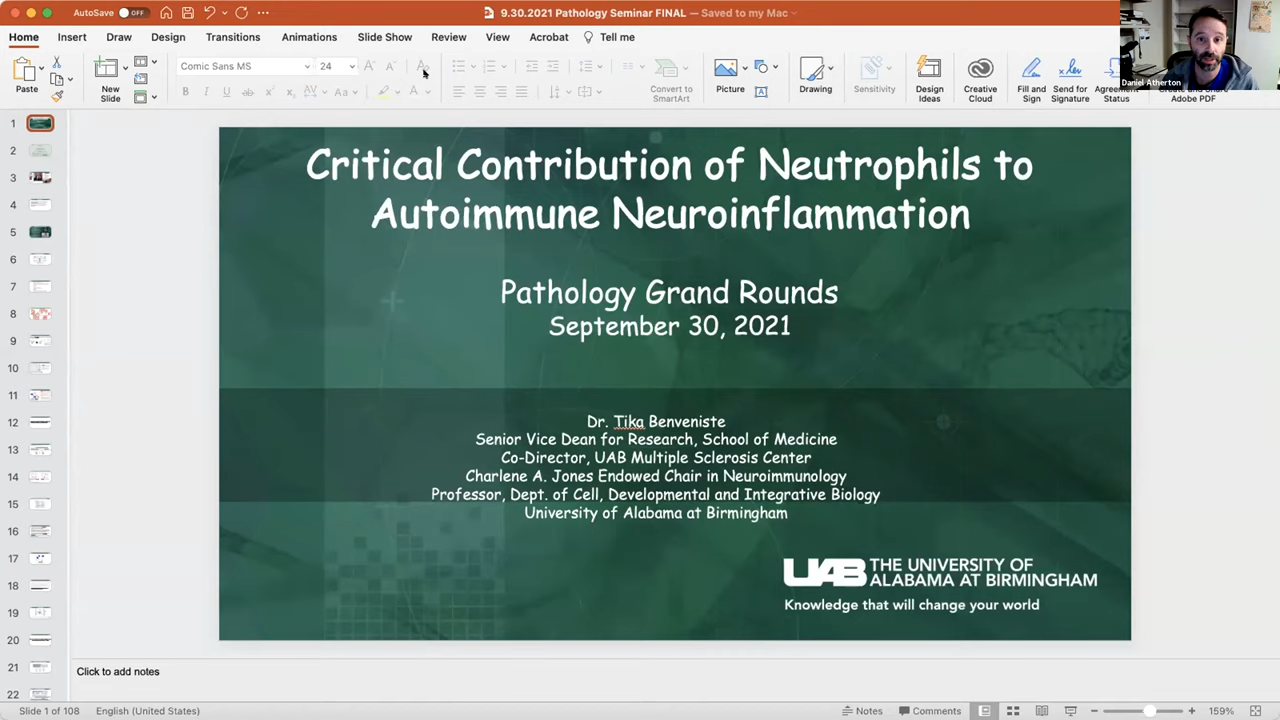 AutoSave OFF
9.30.2021 Pathology Seminar FINAL — Saved to my Mac
Home Insert Draw Design Transitions Animations Slide Show Review View Acrobat Tell me
Comic Sans MS 24
Paste
New
Slide
Convert to
SmartArt
Picture
Drawing
Sensitivity
Design
Ideas
Creative
Cloud
Fill and
Sign
Send for
Signature
Agreement
Status
Create and Share
Adobe PDF
Daniel Atherton
1
2
3
4
5
6
7
8
9
10
11
12
13
14
15
16
17
18
19
20
21
22
Critical Contribution of Neutrophils to
Autoimmune Neuroinflammation
Pathology Grand Rounds
September 30, 2021
Dr. Tika Benveniste
Senior Vice Dean for Research, School of Medicine
Co-Director, UAB Multiple Sclerosis Center
Charlene A. Jones Endowed Chair in Neuroimmunology
Professor, Dept. of Cell, Developmental and Integrative Biology
University of Alabama at Birmingham
UAB THE UNIVERSITY OF
ALABAMA AT BIRMINGHAM
Knowledge that will change your world
Click to add notes
Slide 1 of 108 English (United States) Notes Comments 159%